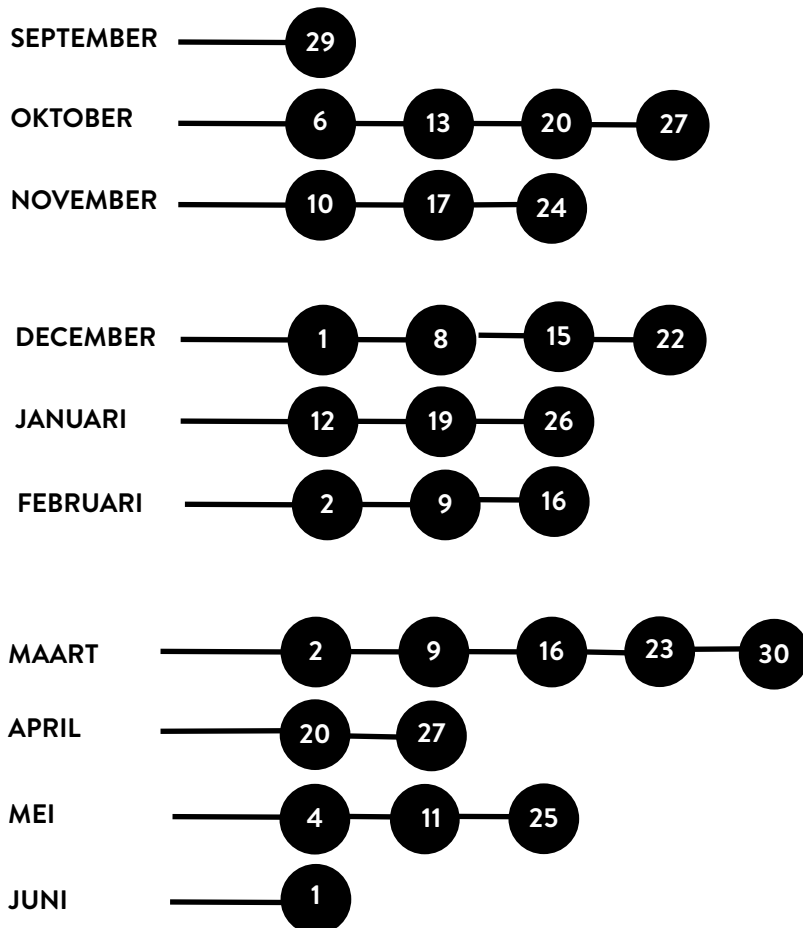 SEPTEMBER 29
OKTOBER 6 13 20 27
NOVEMBER 10 17 24
DECEMBER 1 8 15 22
JANUARI 12 19 26
FEBRUARI 2 9 16
MAART 2 9 16 23 30
APRIL 20 27
MEI 4 11 25
JUNI 1